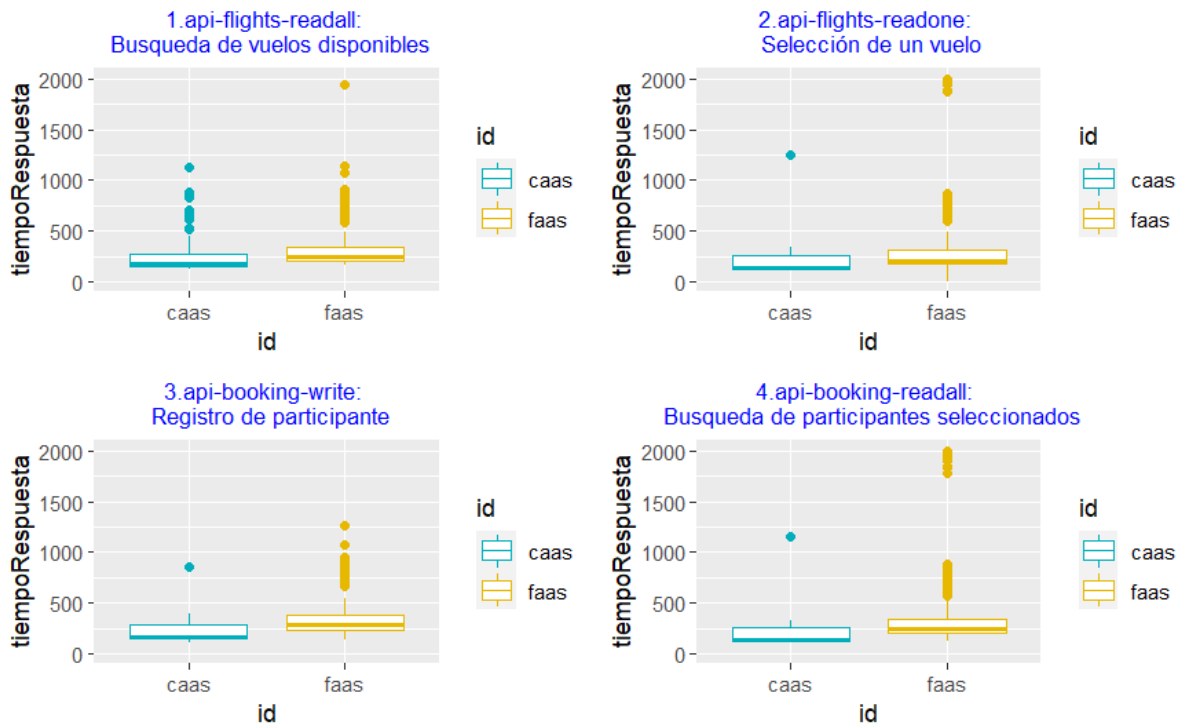 1.api-flights-readall:
Busqueda de vuelos disponibles
tiempoRespuesta
2000
1500
1000
500
0
caas
faas
id
id
caas
faas
2.api-flights-readone:
Selección de un vuelo
tiempoRespuesta
2000
1500
1000
500
0
caas
faas
id
id
caas
faas
3.api-booking-write:
Registro de participante
tiempoRespuesta
2000
1500
1000
500
0
caas
faas
id
id
caas
faas
4.api-booking-readall:
Busqueda de participantes seleccionados
tiempoRespuesta
2000
1500
1000
500
0
caas
faas
id
id
caas
faas